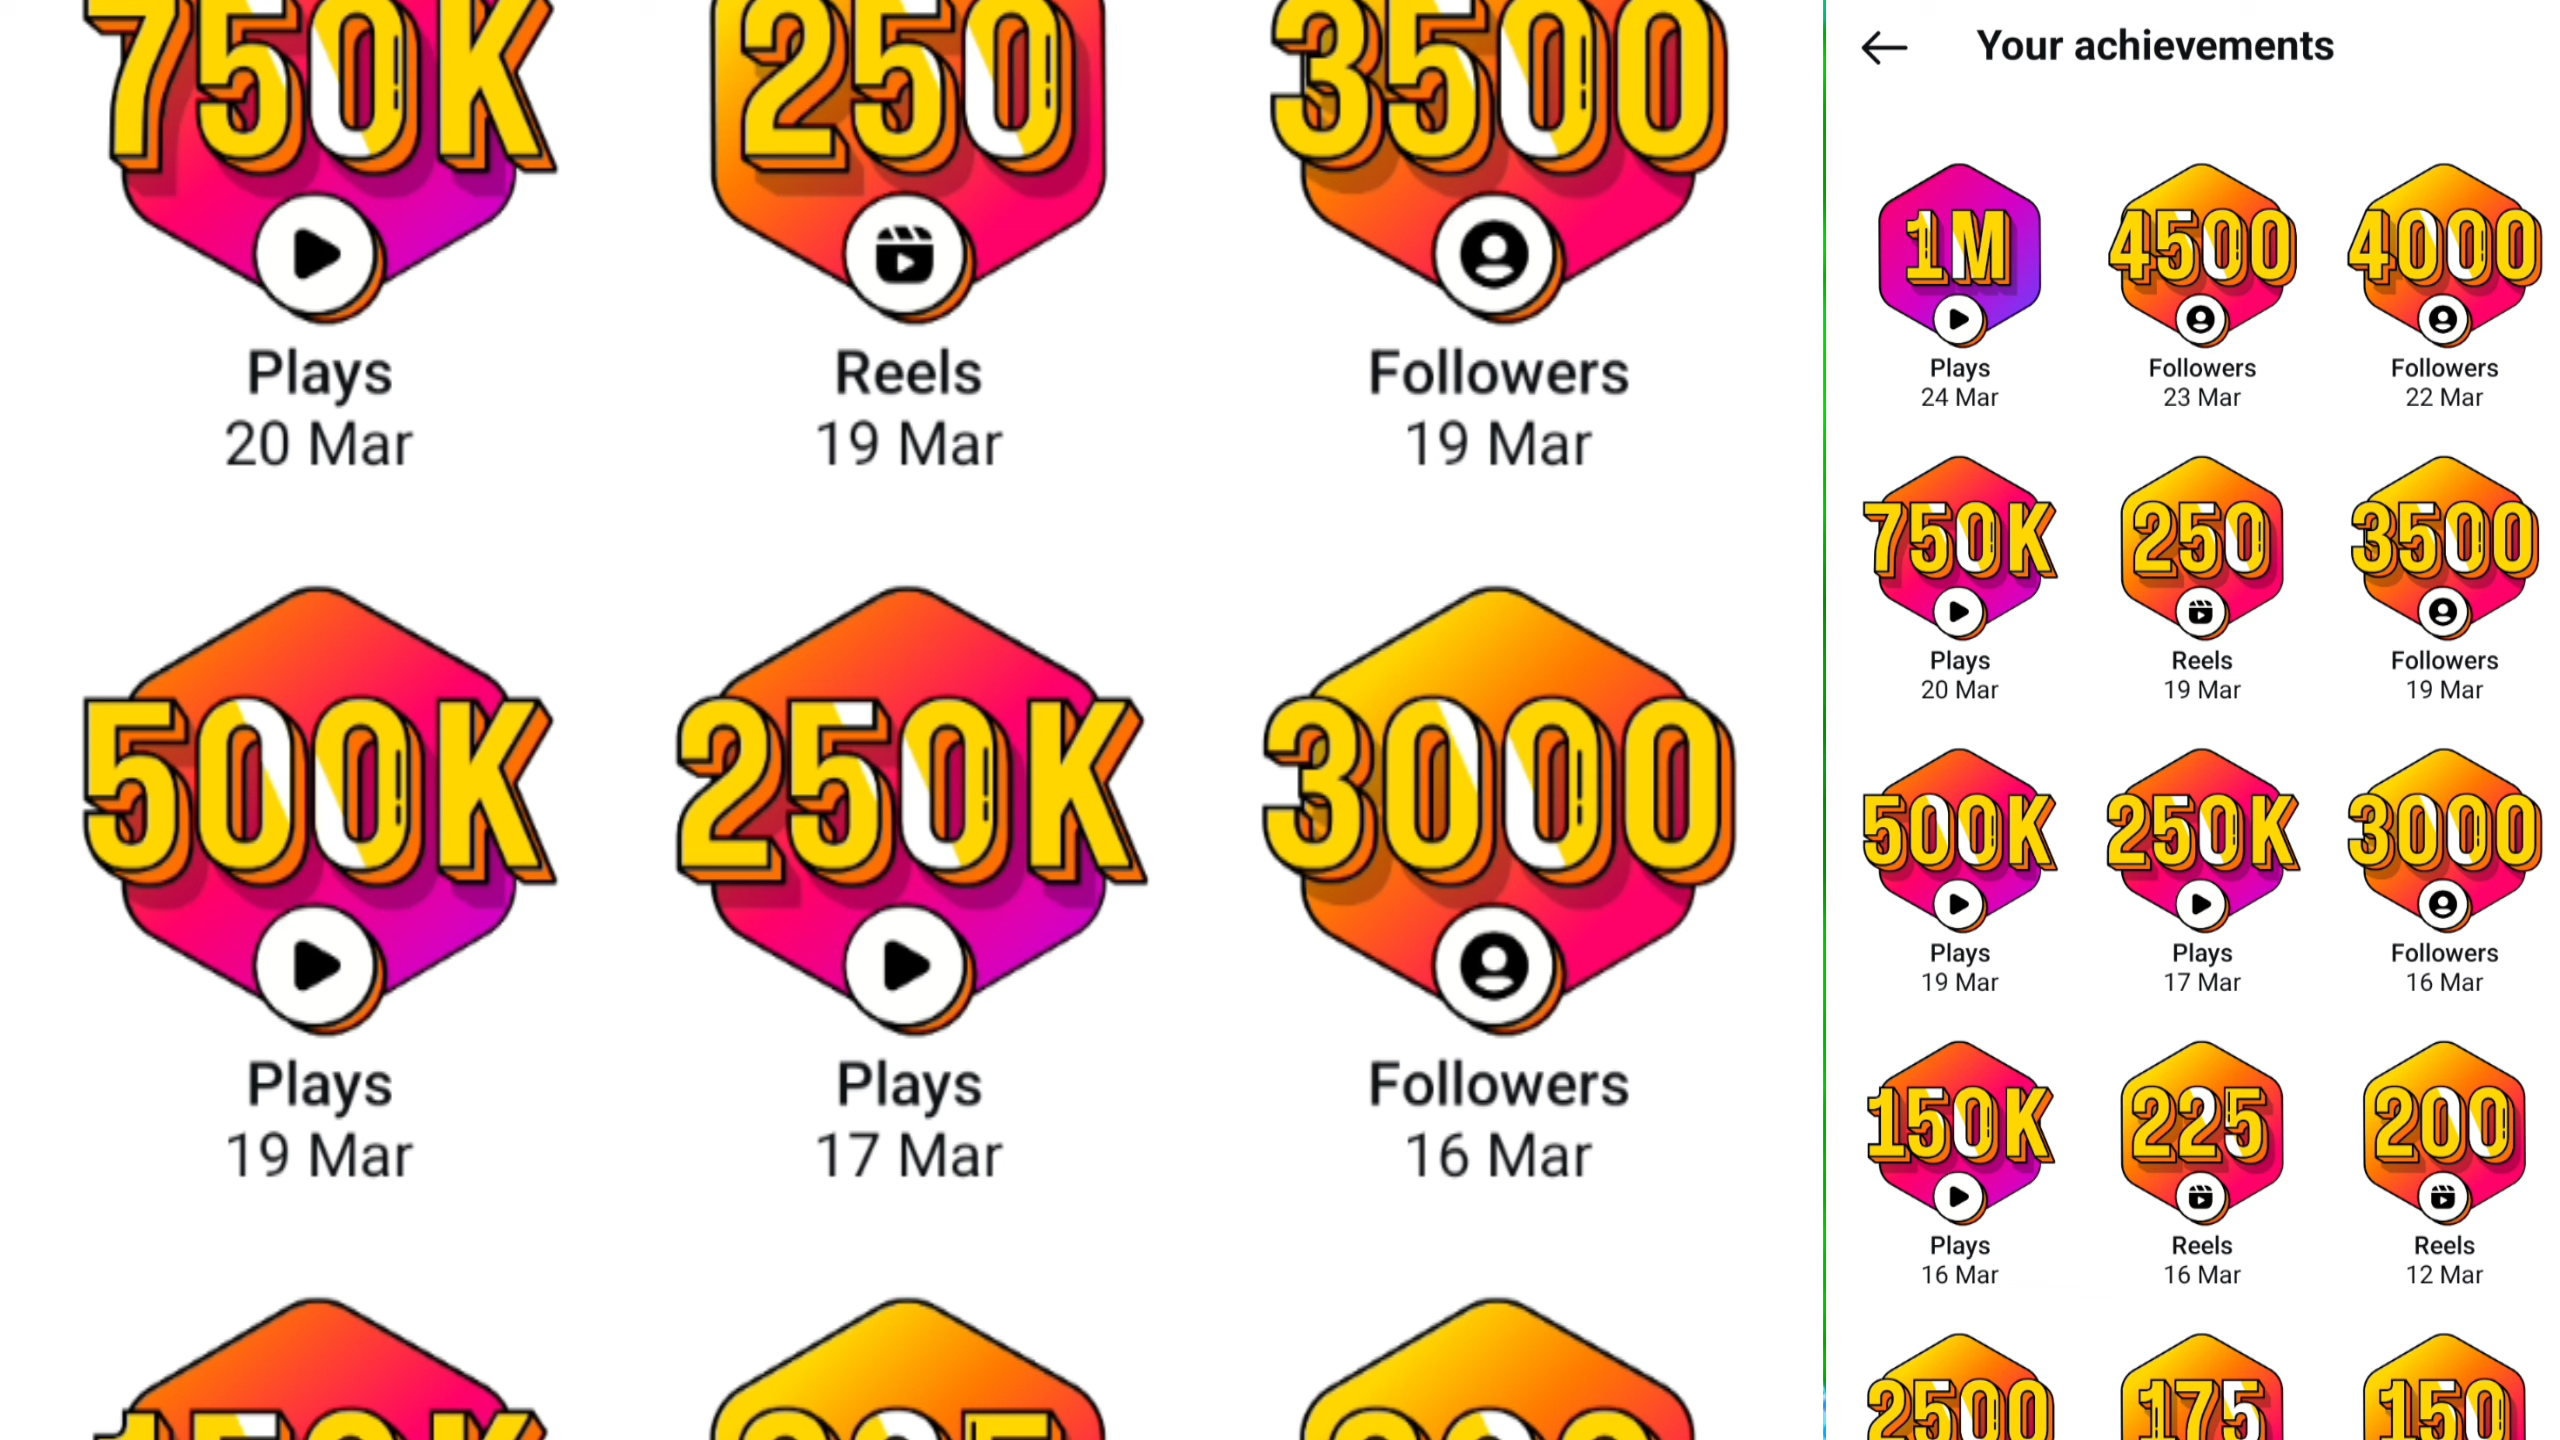 750K 250 3500
Plays Reels Followers
20 Mar 19 Mar 19 Mar
500K 250K 3000
Plays Plays Followers
19 Mar 17 Mar 16 Mar
Your achievements
1M 4500 4000
Plays Followers Followers
24 Mar 23 Mar 22 Mar
750K 250 3500
Plays Reels Followers
20 Mar 19 Mar 19 Mar
500K 250K 3000
Plays Plays Followers
19 Mar 17 Mar 16 Mar
150K 225 200
Plays Reels Reels
16 Mar 16 Mar 12 Mar
2500 175 150